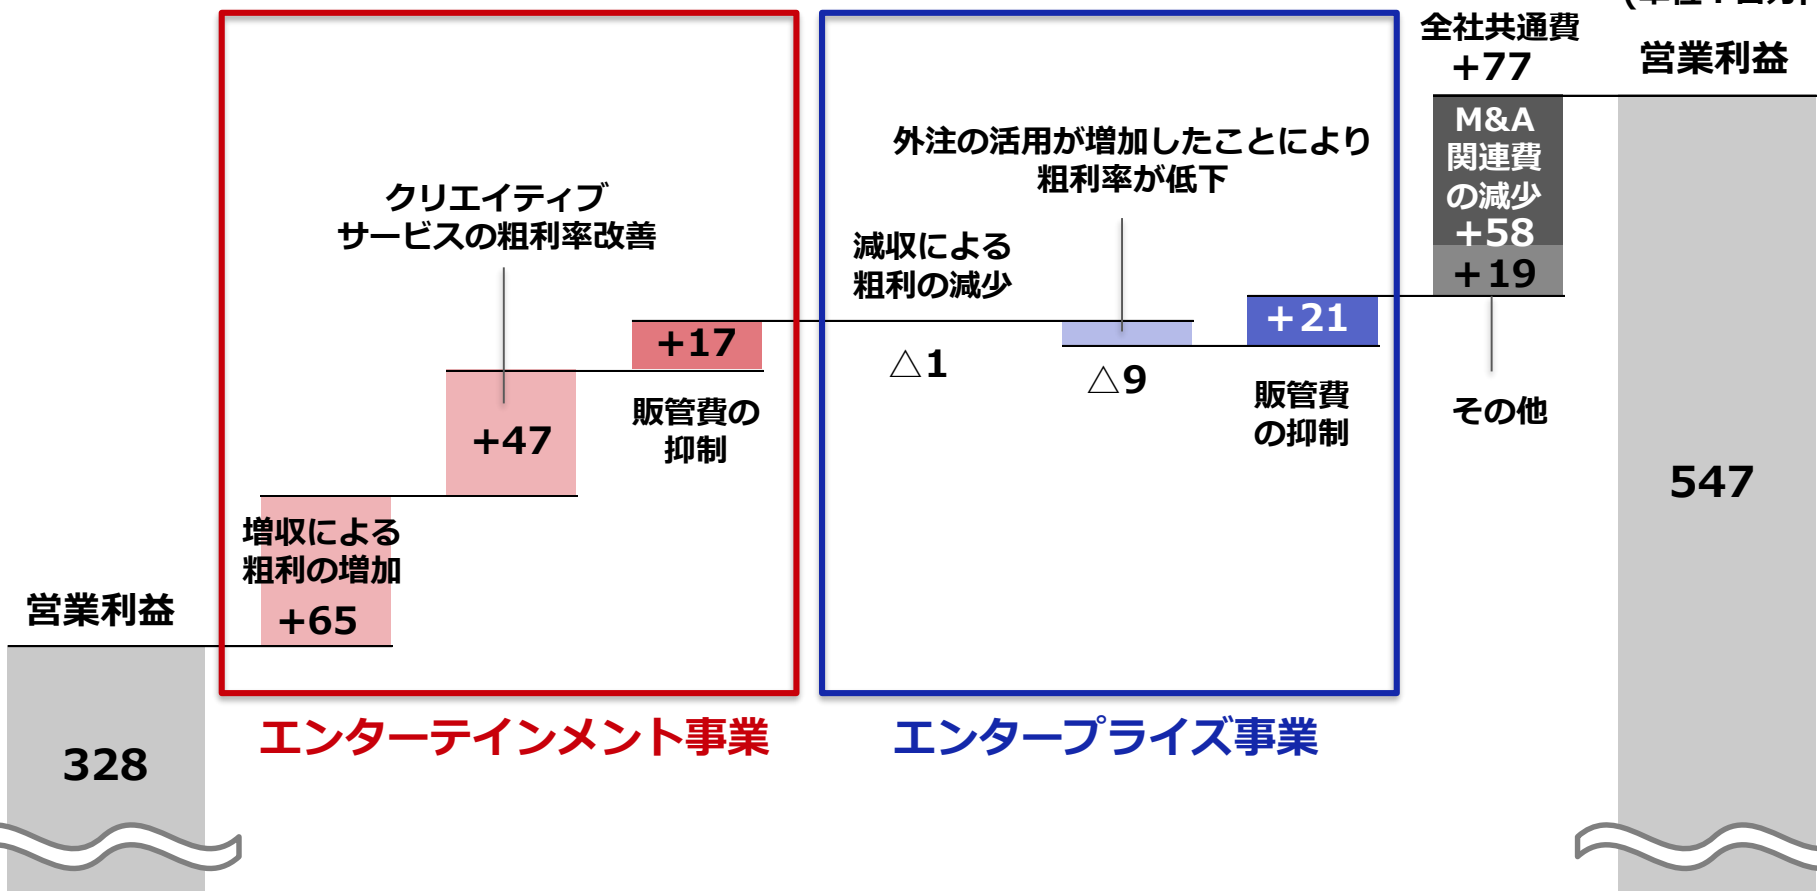 全社共通費
+77
営業利益
M&A
関連費
の減少
+58
+19
その他
547
外注の活用が増加したことにより
粗利率が低下
クリエイティブ
サービスの粗利率改善
減収による
粗利の減少
△1
△9
+21
販管費
の抑制
+17
販管費の
抑制
+47
増収による
粗利の増加
+65
営業利益
328
エンターテインメント事業
エンタープライズ事業